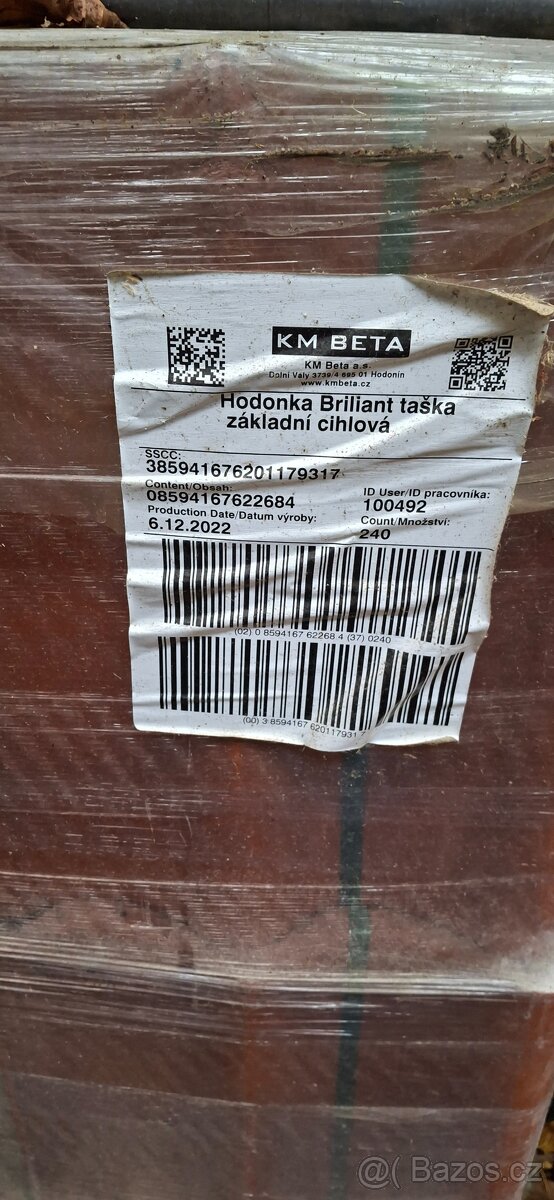 KM BETA
KM Beta a.s.
Dolní Valy 3739/4 695 01 Hodonín
www.kmbeta.cz
Hodonka Briliant taška
základní cihlová
SSCC:
385941676201179317
Content/Obsah:
08594167622684
ID User/ID pracovníka:
100492
Production Date/Datum výroby:
6.12.2022
Count/Množství:
240
(02) 0 8594167 62268 4 (37) 0240
(00) 3 8594167 620117931 7
@( Bazos.cz